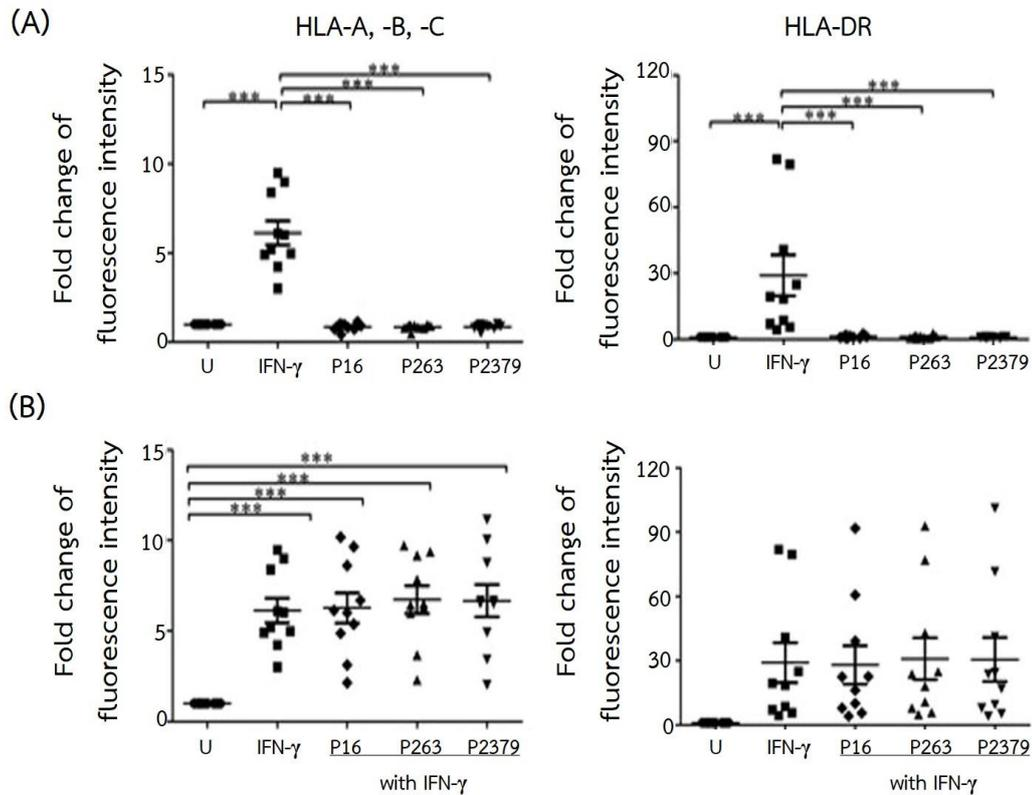 (A)
HLA-A, -B, -C
HLA-DR
Fold change of
fluorescence intensity
15
10
5
0
***
***
***
***
U IFN-γ P16 P263 P2379
Fold change of
fluorescence intensity
120
90
60
30
0
***
***
***
***
U IFN-γ P16 P263 P2379
(B)
Fold change of
fluorescence intensity
15
10
5
0
***
***
***
***
U IFN-γ P16 P263 P2379
with IFN-γ
Fold change of
fluorescence intensity
120
90
60
30
0
U IFN-γ P16 P263 P2379
with IFN-γ